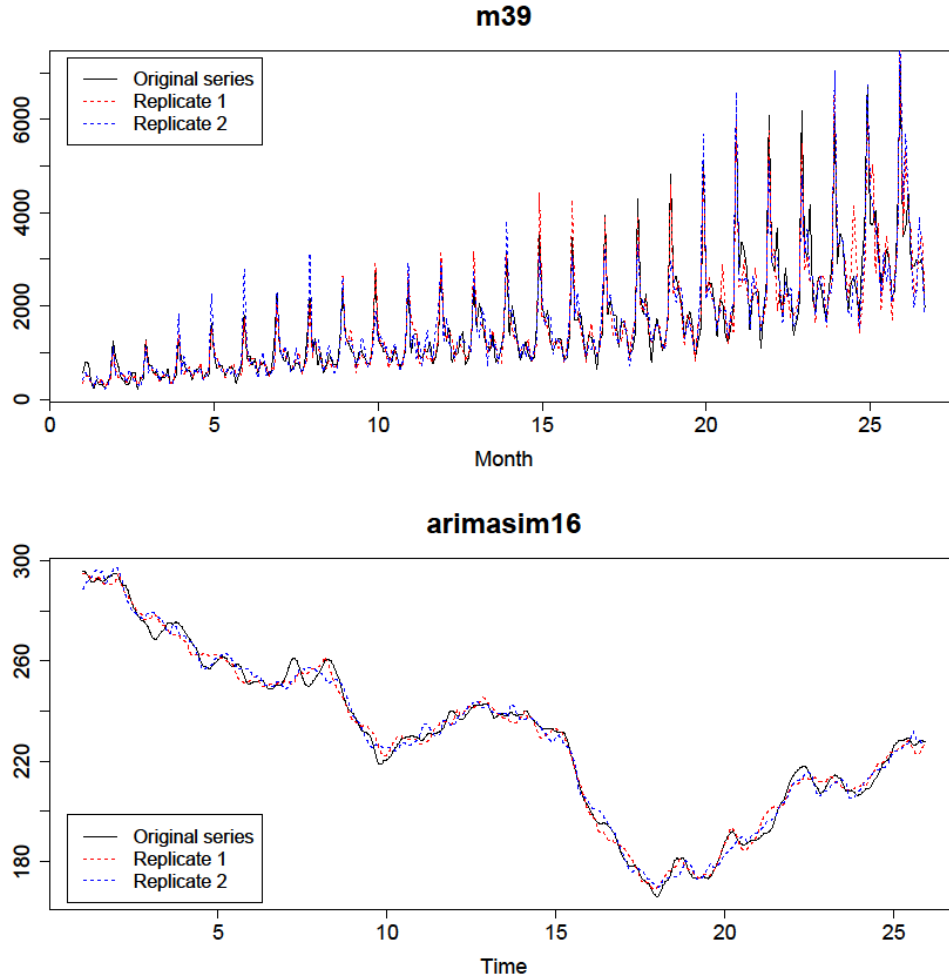 m39
Original series
Replicate 1
Replicate 2
6000
4000
2000
0
0 5 10 15 20 25
Month
arimasim16
300
260
220
180
Original series
Replicate 1
Replicate 2
5 10 15 20 25
Time